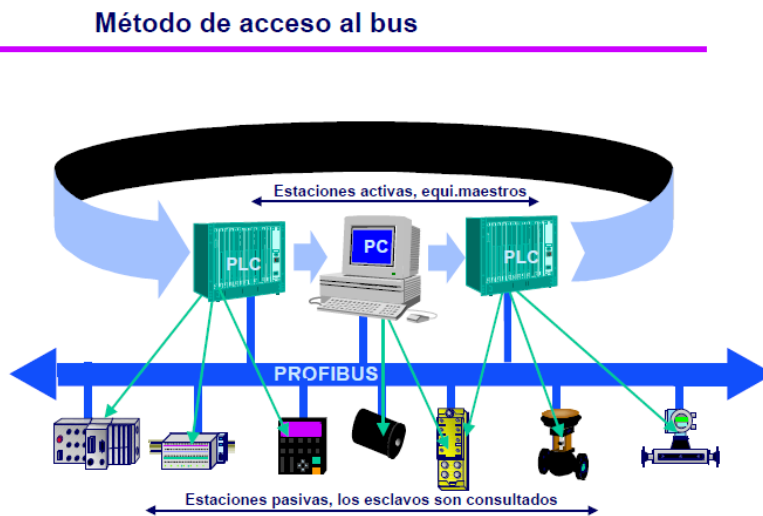 Método de acceso al bus
Estaciones activas, equi.maestros
PLC
PC
PLC
PROFIBUS
Estaciones pasivas, los esclavos son consultados